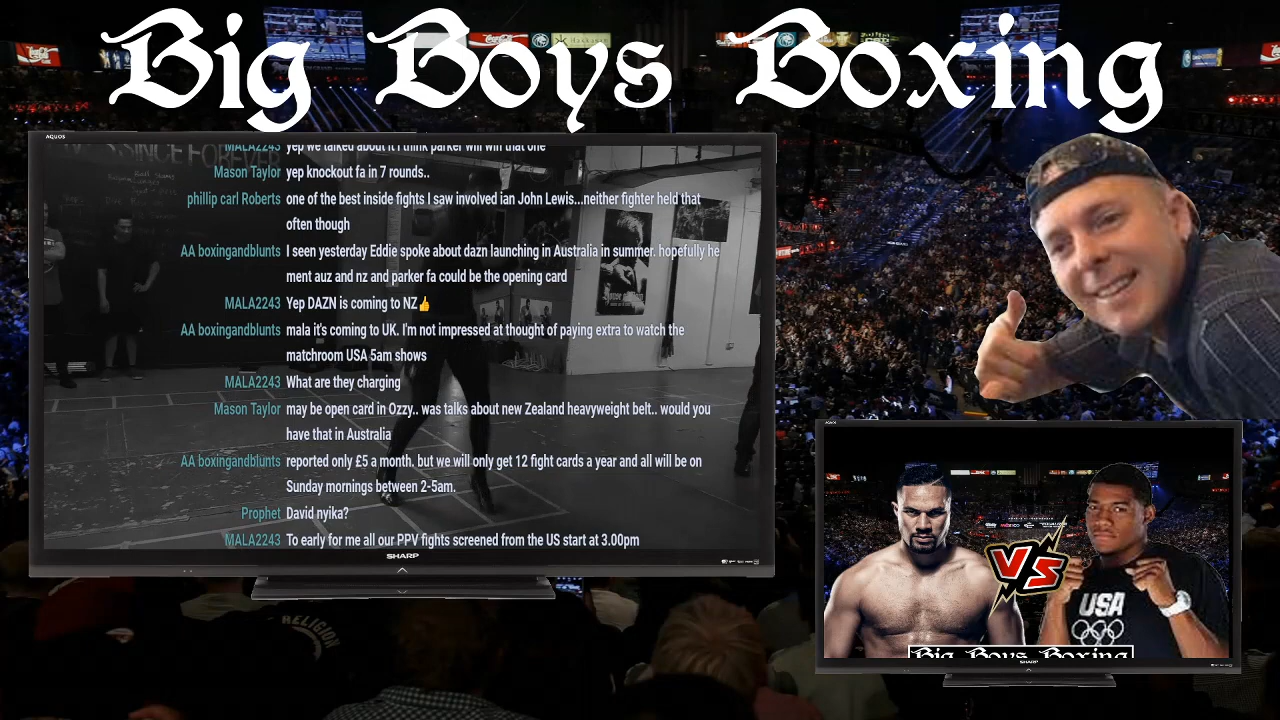 Big Boys Boxing
AQUOS
MALA2243 yep we talked about it i think parker will win that one
Mason Taylor yep knockout fa in 7 rounds..
phillip carl Roberts one of the best inside fights I saw involved ian John Lewis...neither fighter held that
often though
AA boxingandblunts I seen yesterday Eddie spoke about dazn launching in Australia in summer. hopefully he
ment auz and nz and parker fa could be the opening card
MALA2243 Yep DAZN is coming to NZ👍
AA boxingandblunts mala it's coming to UK. I'm not impressed at thought of paying extra to watch the
matchroom USA 5am shows
MALA2243 What are they charging
Mason Taylor may be open card in Ozzy.. was talks about new Zealand heavyweight belt.. would you
have that in Australia
AA boxingandblunts reported only £5 a month. but we will only get 12 fight cards a year and all will be on
Sunday mornings between 2-5am.
Prophet David nyika?
MALA2243 To early for me all our PPV fights screened from the US start at 3.00pm
SHARP
RELIGION
AQUOS
VS
USA
Big Boys Boxing
SHARP